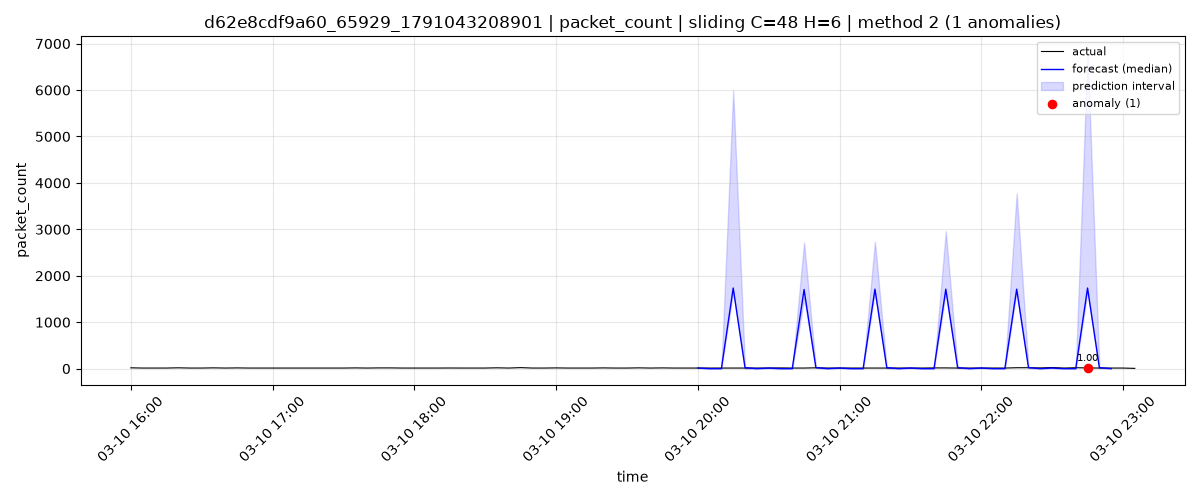 d62e8cdf9a60_65929_1791043208901 | packet_count | sliding C=48 H=6 | method 2 (1 anomalies)
7000
6000
5000
4000
3000
2000
1000
0
packet_count
actual
forecast (median)
prediction interval
anomaly (1)
1.00
03-10 16:00
03-10 17:00
03-10 18:00
03-10 19:00
03-10 20:00
03-10 21:00
03-10 22:00
03-10 23:00
time